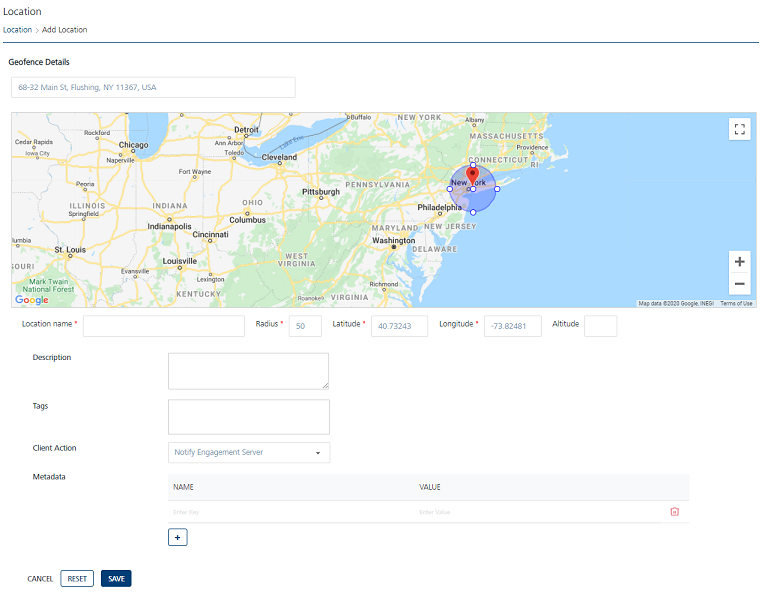 Location
Location > Add Location
Geofence Details
68-32 Main St, Flushing, NY 11367, USA
Buffalo
NEW YORK
Albany
Detroit
Rockford
MASSACHUSETTS
Cedar Rapids
Chicago
Ann Arbor
Lake Erie
Providence
Iowa City
Naperville
Toledo
Cleveland
CONNECTICUT
RI
Fort Wayne
Peoria
PENNSYLVANIA
New York
Pittsburgh
ILLINOIS
INDIANA
OHIO
Philadelphia
Springfield
Columbus
Indianapolis
MARYLAND
NEW JERSEY
Cincinnati
Washington
lumbia
St. Louis
DELAWARE
Louisville
WEST
VIRGINIA
OURI
Evansville
Lexington
Mark Twain
National Forest
Richmond
KENTUCKY
Roanoke
VIRGINIA
Google
Map data ©2020 Google, INEGI Terms of Use
Location name * Radius * 50 Latitude * 40.73243 Longitude * -73.82481 Altitude
Description
Tags
Client Action Notify Engagement Server
Metadata
NAME VALUE
Enter Key Enter Value
+
CANCEL RESET SAVE